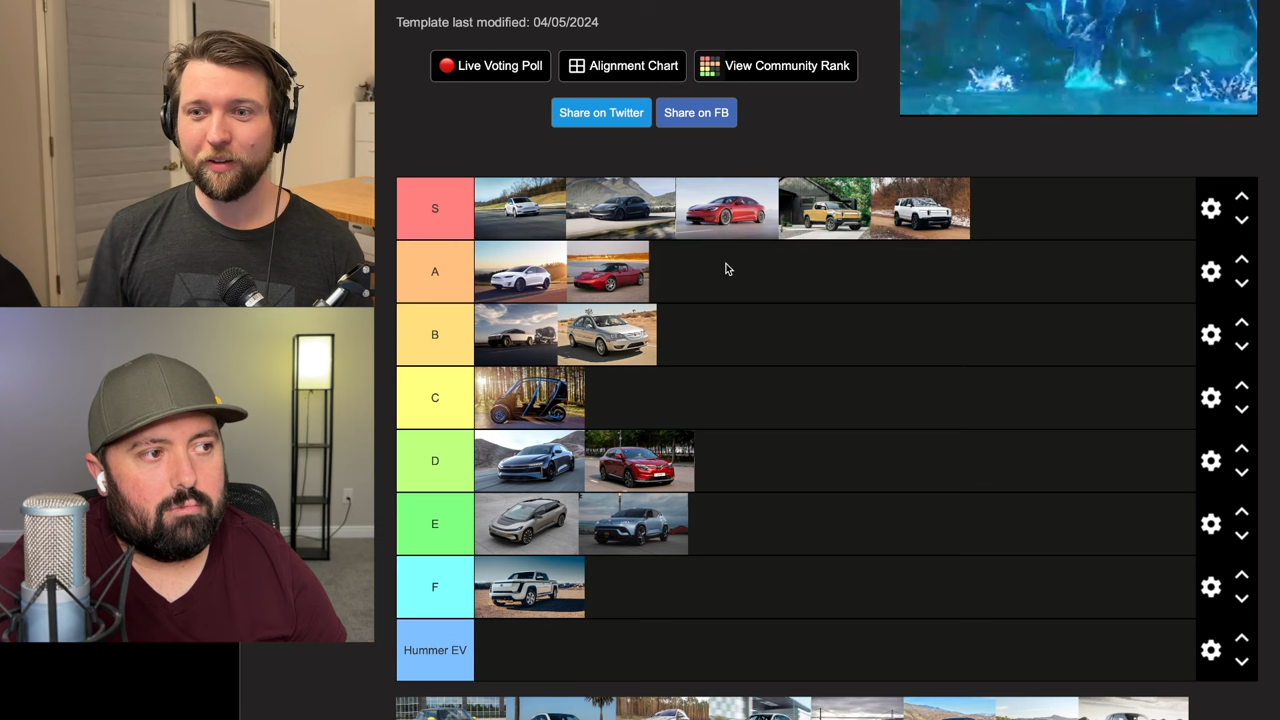 Template last modified: 04/05/2024
Live Voting Poll
Alignment Chart
View Community Rank
Share on Twitter
Share on FB
S
A
B
C
D
E
F
Hummer EV